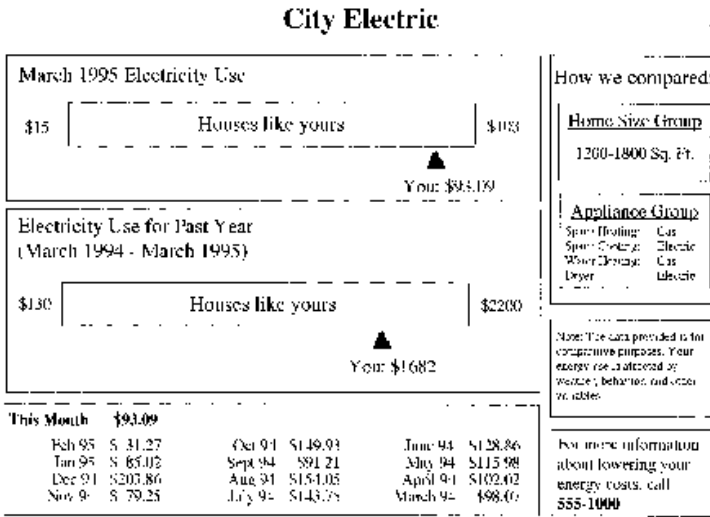 City Electric
March 1995 Electricity Use
$15 Houses like yours $103
You: $93.09
Electricity Use for Past Year
(March 1994 - March 1995)
$130 Houses like yours $2200
You: $1682
This Month $93.09
Feb 95 $ 31.27 Oct 94 $149.93 June 94 $128.86
Jan 95 $ 85.02 Sept 94 $91.21 May 94 $115.98
Dec 94 $203.86 Aug 94 $154.05 April 94 $102.02
Nov 94 $ 79.25 July 94 $143.75 March 94
How we compared:
Home Size Group
1200-1800 Sq. Ft.
Appliance Group
Space Heating: Gas
Space Cooling: Electric
Water Heating: Gas
Dryer Electric
Note: The data provided is for
comparative purposes. Your
energy use is affected by
weather, behavior, and other
variables
For more information
about lowering your
energy costs, call
555-1000